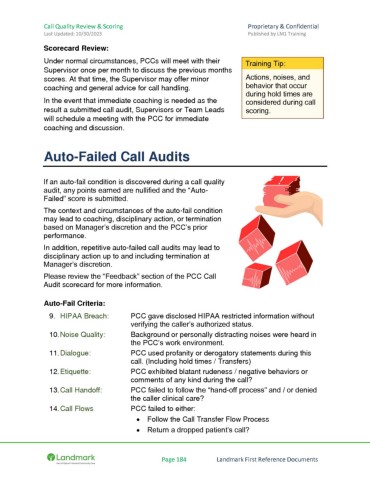 Call Quality Review & Scoring
Proprietary & Confidential
Last Updated: 10/30/2023
Published by LM1 Training
Scorecard Review:
Under normal circumstances, PCCs will meet with their
Supervisor once per month to discuss the previous months
scores. At that time, the Supervisor may offer minor
coaching and general advice for call handling.
In the event that immediate coaching is needed as the
result a call conduct audit, Supervisors or Team Leads
will schedule a meeting with the PCC for immediate
coaching and discussion.
Training Tip:
Actions, noises, and
behavior that occur
during hold times are
considered during call
scoring.
Auto-Failed Call Audits
If an auto-fail condition is discovered during a call quality
audit, any points earned are nullified and the "Auto-
Failed" score is submitted.
The context and circumstances of the auto-fail condition
may lead to coaching, disciplinary action, or termination
based on Manager's discretion and the PCC's prior
performance.
In addition, repetitive auto-failed call audits may lead to
disciplinary action up to and including termination at
Manager's discretion.
Please review the "Feedback" section of the PCC Call
Audit scorecard for more information.
Auto-Fail Criteria:
9. HIPAA Breach: PCC gave disclosed HIPAA restricted information without
verifying the caller's authorized status.
10. Noise Quality: Background or personally distracting noises were heard in
the PCC's work environment.
11. Dialogue: PCC used profanity or derogatory statements during this
call. (Including hold times / Transfers)
12. Etiquette: PCC exhibited blatant rudeness / negative behaviors or
comments of any kind during the call?
13. Call Handoff: PCC failed to follow the "hand-off process" and / or denied
the caller clinical care?
14. Call Flows PCC failed to either:
• Follow the Call Transfer Flow Process
• Return a dropped patient's call?
Landmark
Page 184
Landmark First Reference Documents